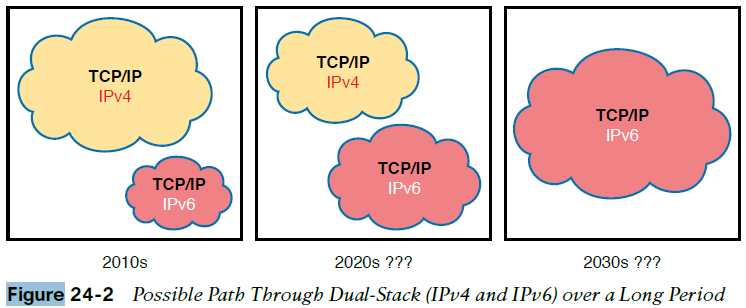 TCP/IP
IPv4
TCP/IP
IPv6
2010s
TCP/IP
IPv4
TCP/IP
IPv6
2020s ???
TCP/IP
IPv6
2030s ???
Figure 24-2 Possible Path Through Dual-Stack (IPv4 and IPv6) over a Long Period